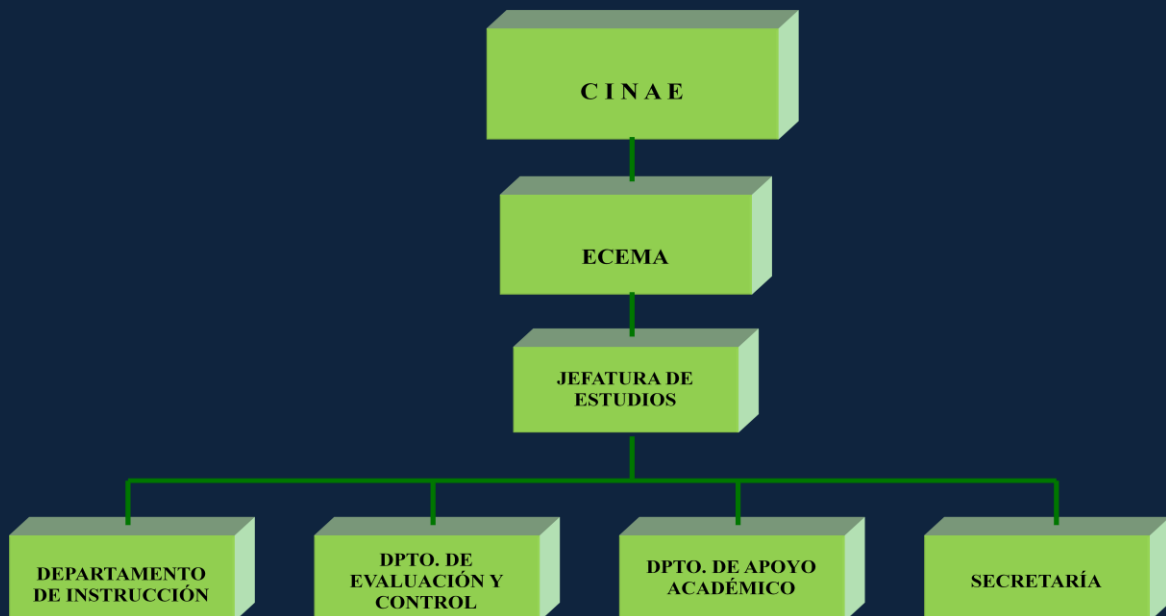 C I N A E
ECEMA
JEFATURA DE
ESTUDIOS
DEPARTAMENTO
DE INSTRUCCIÓN
DPTO. DE
EVALUACIÓN Y
CONTROL
DPTO. DE APOYO
ACADÉMICO
SECRETARÍA